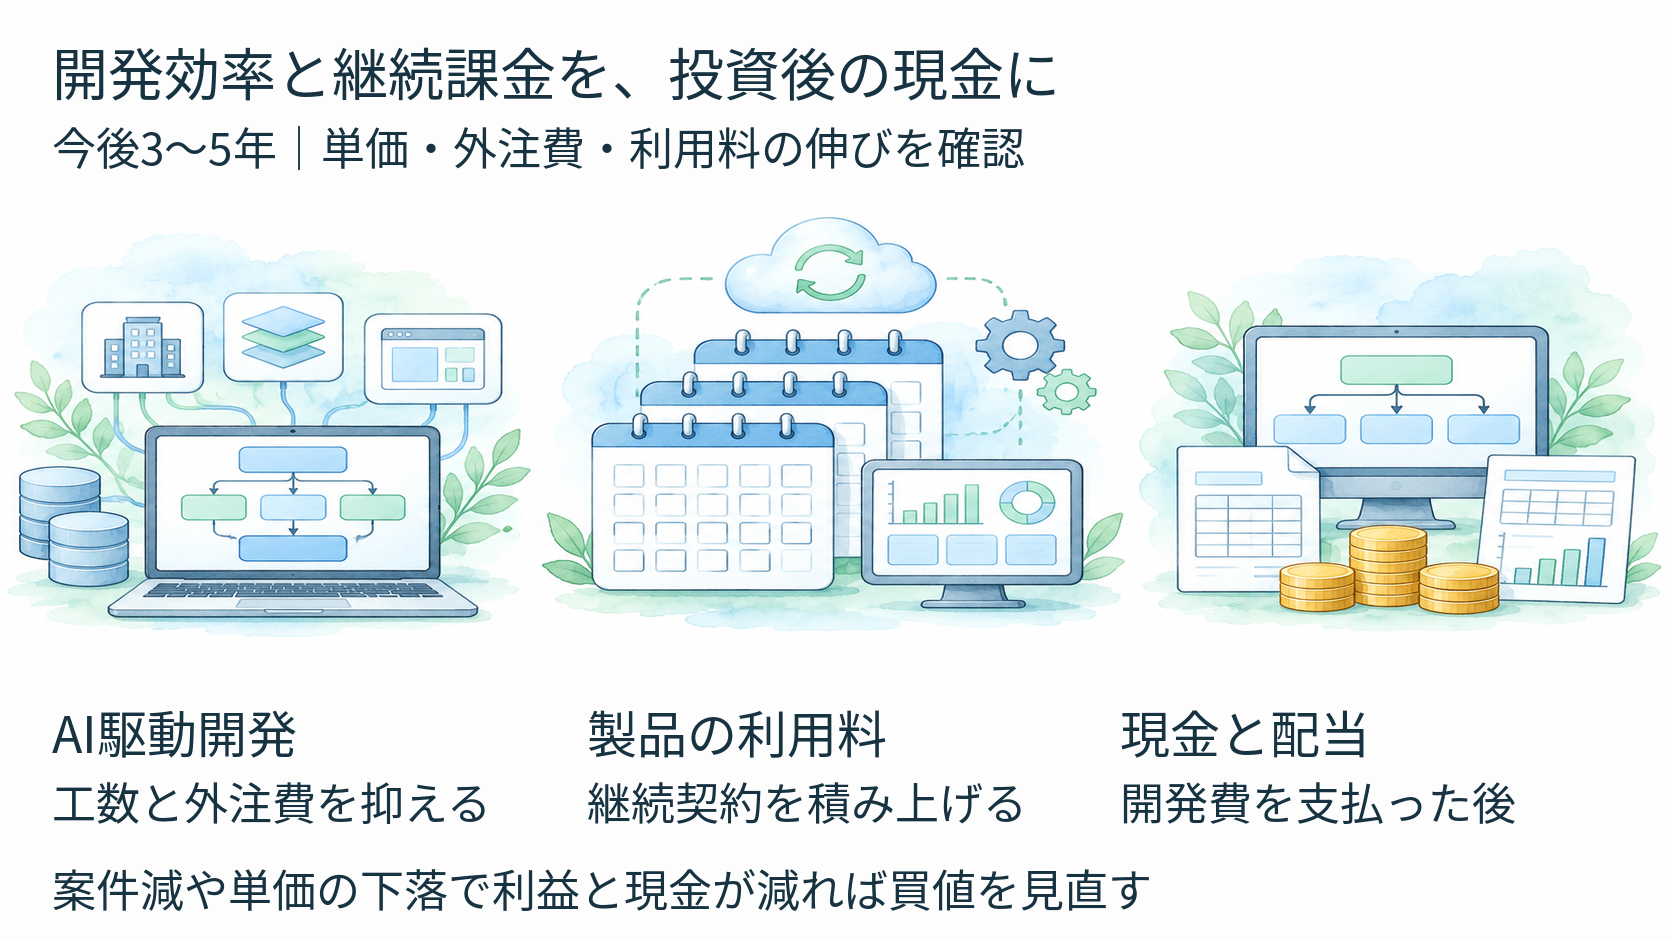 開発効率と継続課金を、投資後の現金に
今後3〜5年｜単価・外注費・利用料の伸びを確認
AI駆動開発
工数と外注費を抑える
製品の利用料
継続契約を積み上げる
現金と配当
開発費を支払った後
案件減や単価の下落で利益と現金が減れば買値を見直す